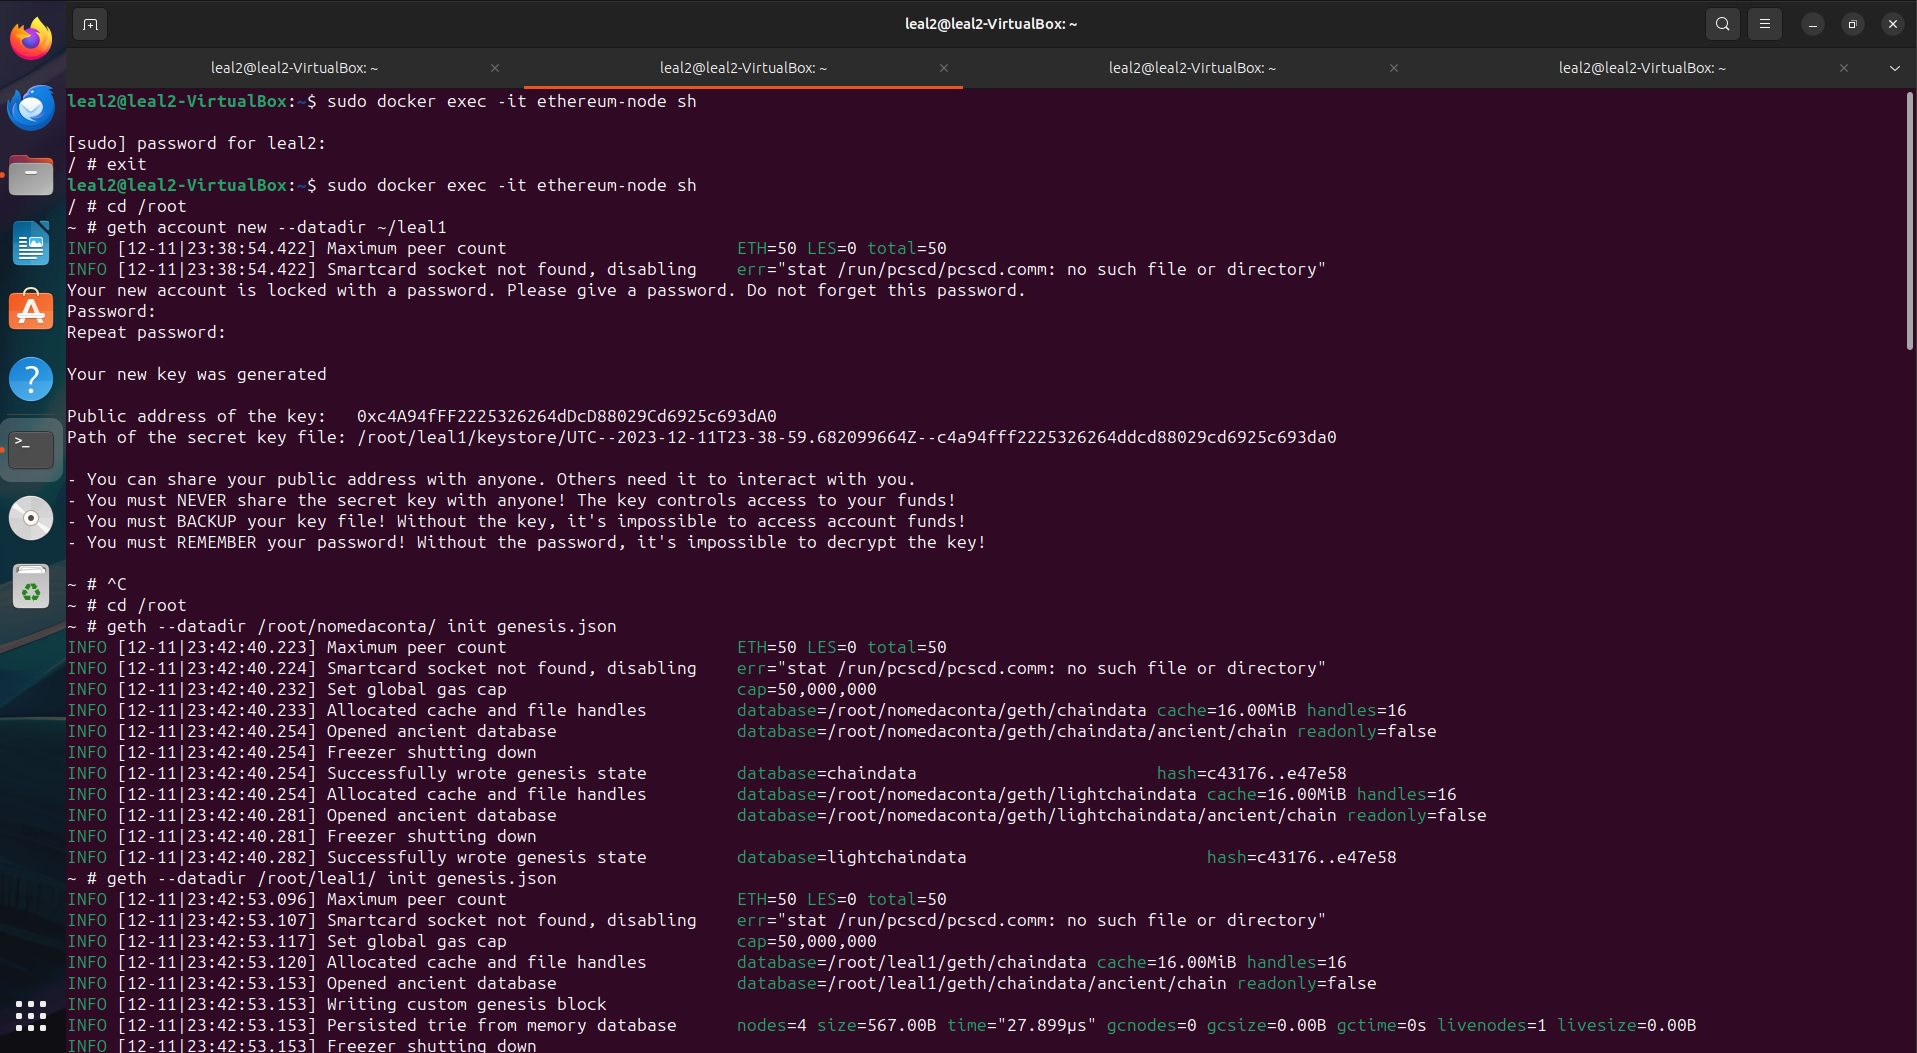 leal2@leal2-VirtualBox: ~
leal2@leal2-VirtualBox: ~
leal2@leal2-VirtualBox: ~
leal2@leal2-VirtualBox: ~
leal2@leal2-VirtualBox: ~
leal2@leal2-VirtualBox:~$ sudo docker exec -it ethereum-node sh
[sudo] password for leal2:
/ # exit
leal2@leal2-VirtualBox:~$ sudo docker exec -it ethereum-node sh
/ # cd /root
~ # geth account new --datadir ~/leal1
INFO [12-11|23:38:54.422] Maximum peer count ETH=50 LES=0 total=50
INFO [12-11|23:38:54.422] Smartcard socket not found, disabling err="stat /run/pcscd/pcscd.comm: no such file or directory"
Your new account is locked with a password. Please give a password. Do not forget this password.
Password:
Repeat password:
Your new key was generated
Public address of the key: 0xc4A94fFF2225326264dDcD88029Cd6925c693dA0
Path of the secret key file: /root/leal1/keystore/UTC--2023-12-11T23-38-59.682099664Z--c4a94fff2225326264ddcd88029cd6925c693da0
- You can share your public address with anyone. Others need it to interact with you.
- You must NEVER share the secret key with anyone! The key controls access to your funds!
- You must BACKUP your key file! Without the key, it's impossible to access account funds!
- You must REMEMBER your password! Without the password, it's impossible to decrypt the key!
~ # ^C
~ # cd /root
~ # geth --datadir /root/nomedaconta/ init genesis.json
INFO [12-11|23:42:40.223] Maximum peer count ETH=50 LES=0 total=50
INFO [12-11|23:42:40.224] Smartcard socket not found, disabling err="stat /run/pcscd/pcscd.comm: no such file or directory"
INFO [12-11|23:42:40.232] Set global gas cap cap=50,000,000
INFO [12-11|23:42:40.233] Allocated cache and file handles database=/root/nomedaconta/geth/chaindata cache=16.00MiB handles=16
INFO [12-11|23:42:40.254] Opened ancient database database=/root/nomedaconta/geth/chaindata/ancient/chain readonly=false
INFO [12-11|23:42:40.254] Freezer shutting down
INFO [12-11|23:42:40.254] Successfully wrote genesis state database=chaindata hash=c43176..e47e58
INFO [12-11|23:42:40.254] Allocated cache and file handles database=/root/nomedaconta/geth/lightchaindata cache=16.00MiB handles=16
INFO [12-11|23:42:40.281] Opened ancient database database=/root/nomedaconta/geth/lightchaindata/ancient/chain readonly=false
INFO [12-11|23:42:40.281] Freezer shutting down
INFO [12-11|23:42:40.282] Successfully wrote genesis state database=lightchaindata hash=c43176..e47e58
~ # geth --datadir /root/leal1/ init genesis.json
INFO [12-11|23:42:53.096] Maximum peer count ETH=50 LES=0 total=50
INFO [12-11|23:42:53.107] Smartcard socket not found, disabling err="stat /run/pcscd/pcscd.comm: no such file or directory"
INFO [12-11|23:42:53.117] Set global gas cap cap=50,000,000
INFO [12-11|23:42:53.120] Allocated cache and file handles database=/root/leal1/geth/chaindata cache=16.00MiB handles=16
INFO [12-11|23:42:53.153] Opened ancient database database=/root/leal1/geth/chaindata/ancient/chain readonly=false
INFO [12-11|23:42:53.153] Writing custom genesis block
INFO [12-11|23:42:53.153] Persisted trie from memory database nodes=4 size=567.00B time="27.899µs" gcnodes=0 gcsize=0.00B gctime=0s livenodes=1 livesize=0.00B
INFO [12-11|23:42:53.153] Freezer shutting down